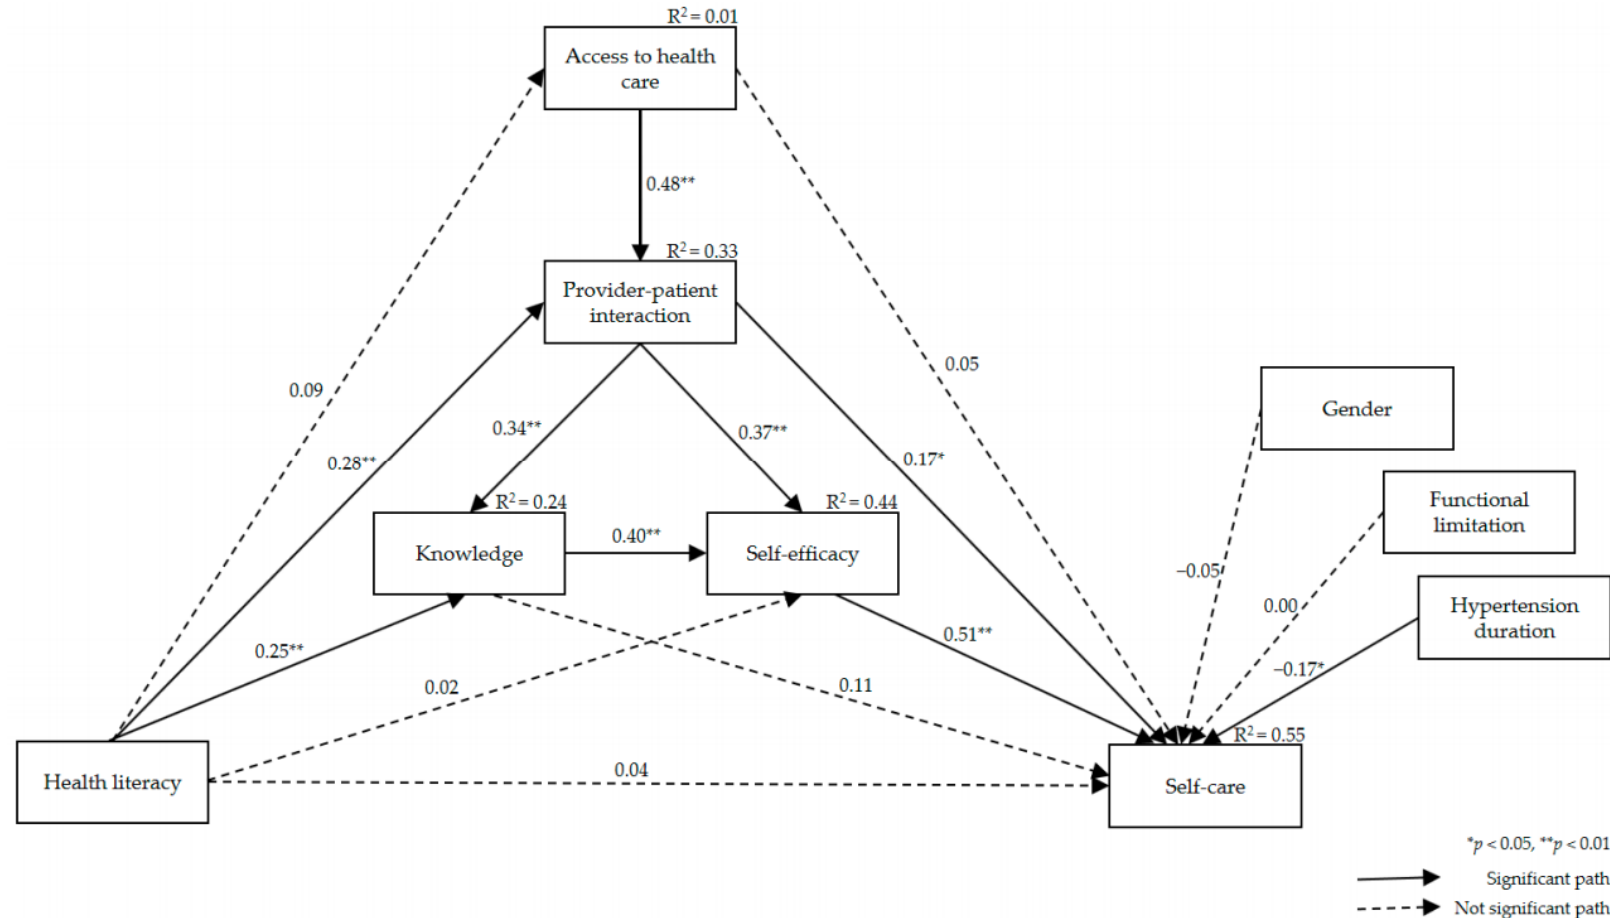 R² = 0.01
Access to health
care
0.48**
R² = 0.33
Provider-patient
interaction
0.09
0.28**
0.34**
0.37**
0.17*
0.05
Gender
R² = 0.24
Knowledge
0.40**
R² = 0.44
Self-efficacy
Functional
limitation
−0.05
0.00
Hypertension
duration
−0.17*
0.25**
0.02
0.11
0.51**
Health literacy
0.04
R² = 0.55
Self-care
*p < 0.05, **p < 0.01
Significant path
Not significant path